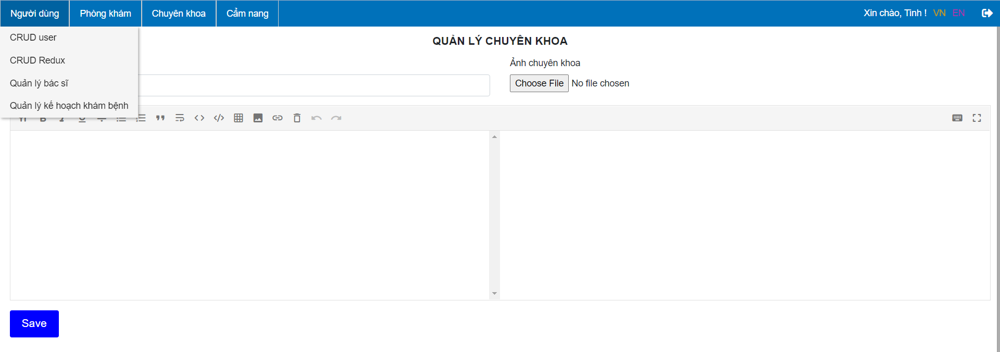 Người dùng Phòng khám Chuyên khoa Cẩm nang Xin chào, Tinh ! VN EN
CRUD user
CRUD Redux
Quản lý bác sĩ
Quản lý kế hoạch khám bệnh
QUẢN LÝ CHUYÊN KHOA
Ảnh chuyên khoa
Choose File No file chosen
Save